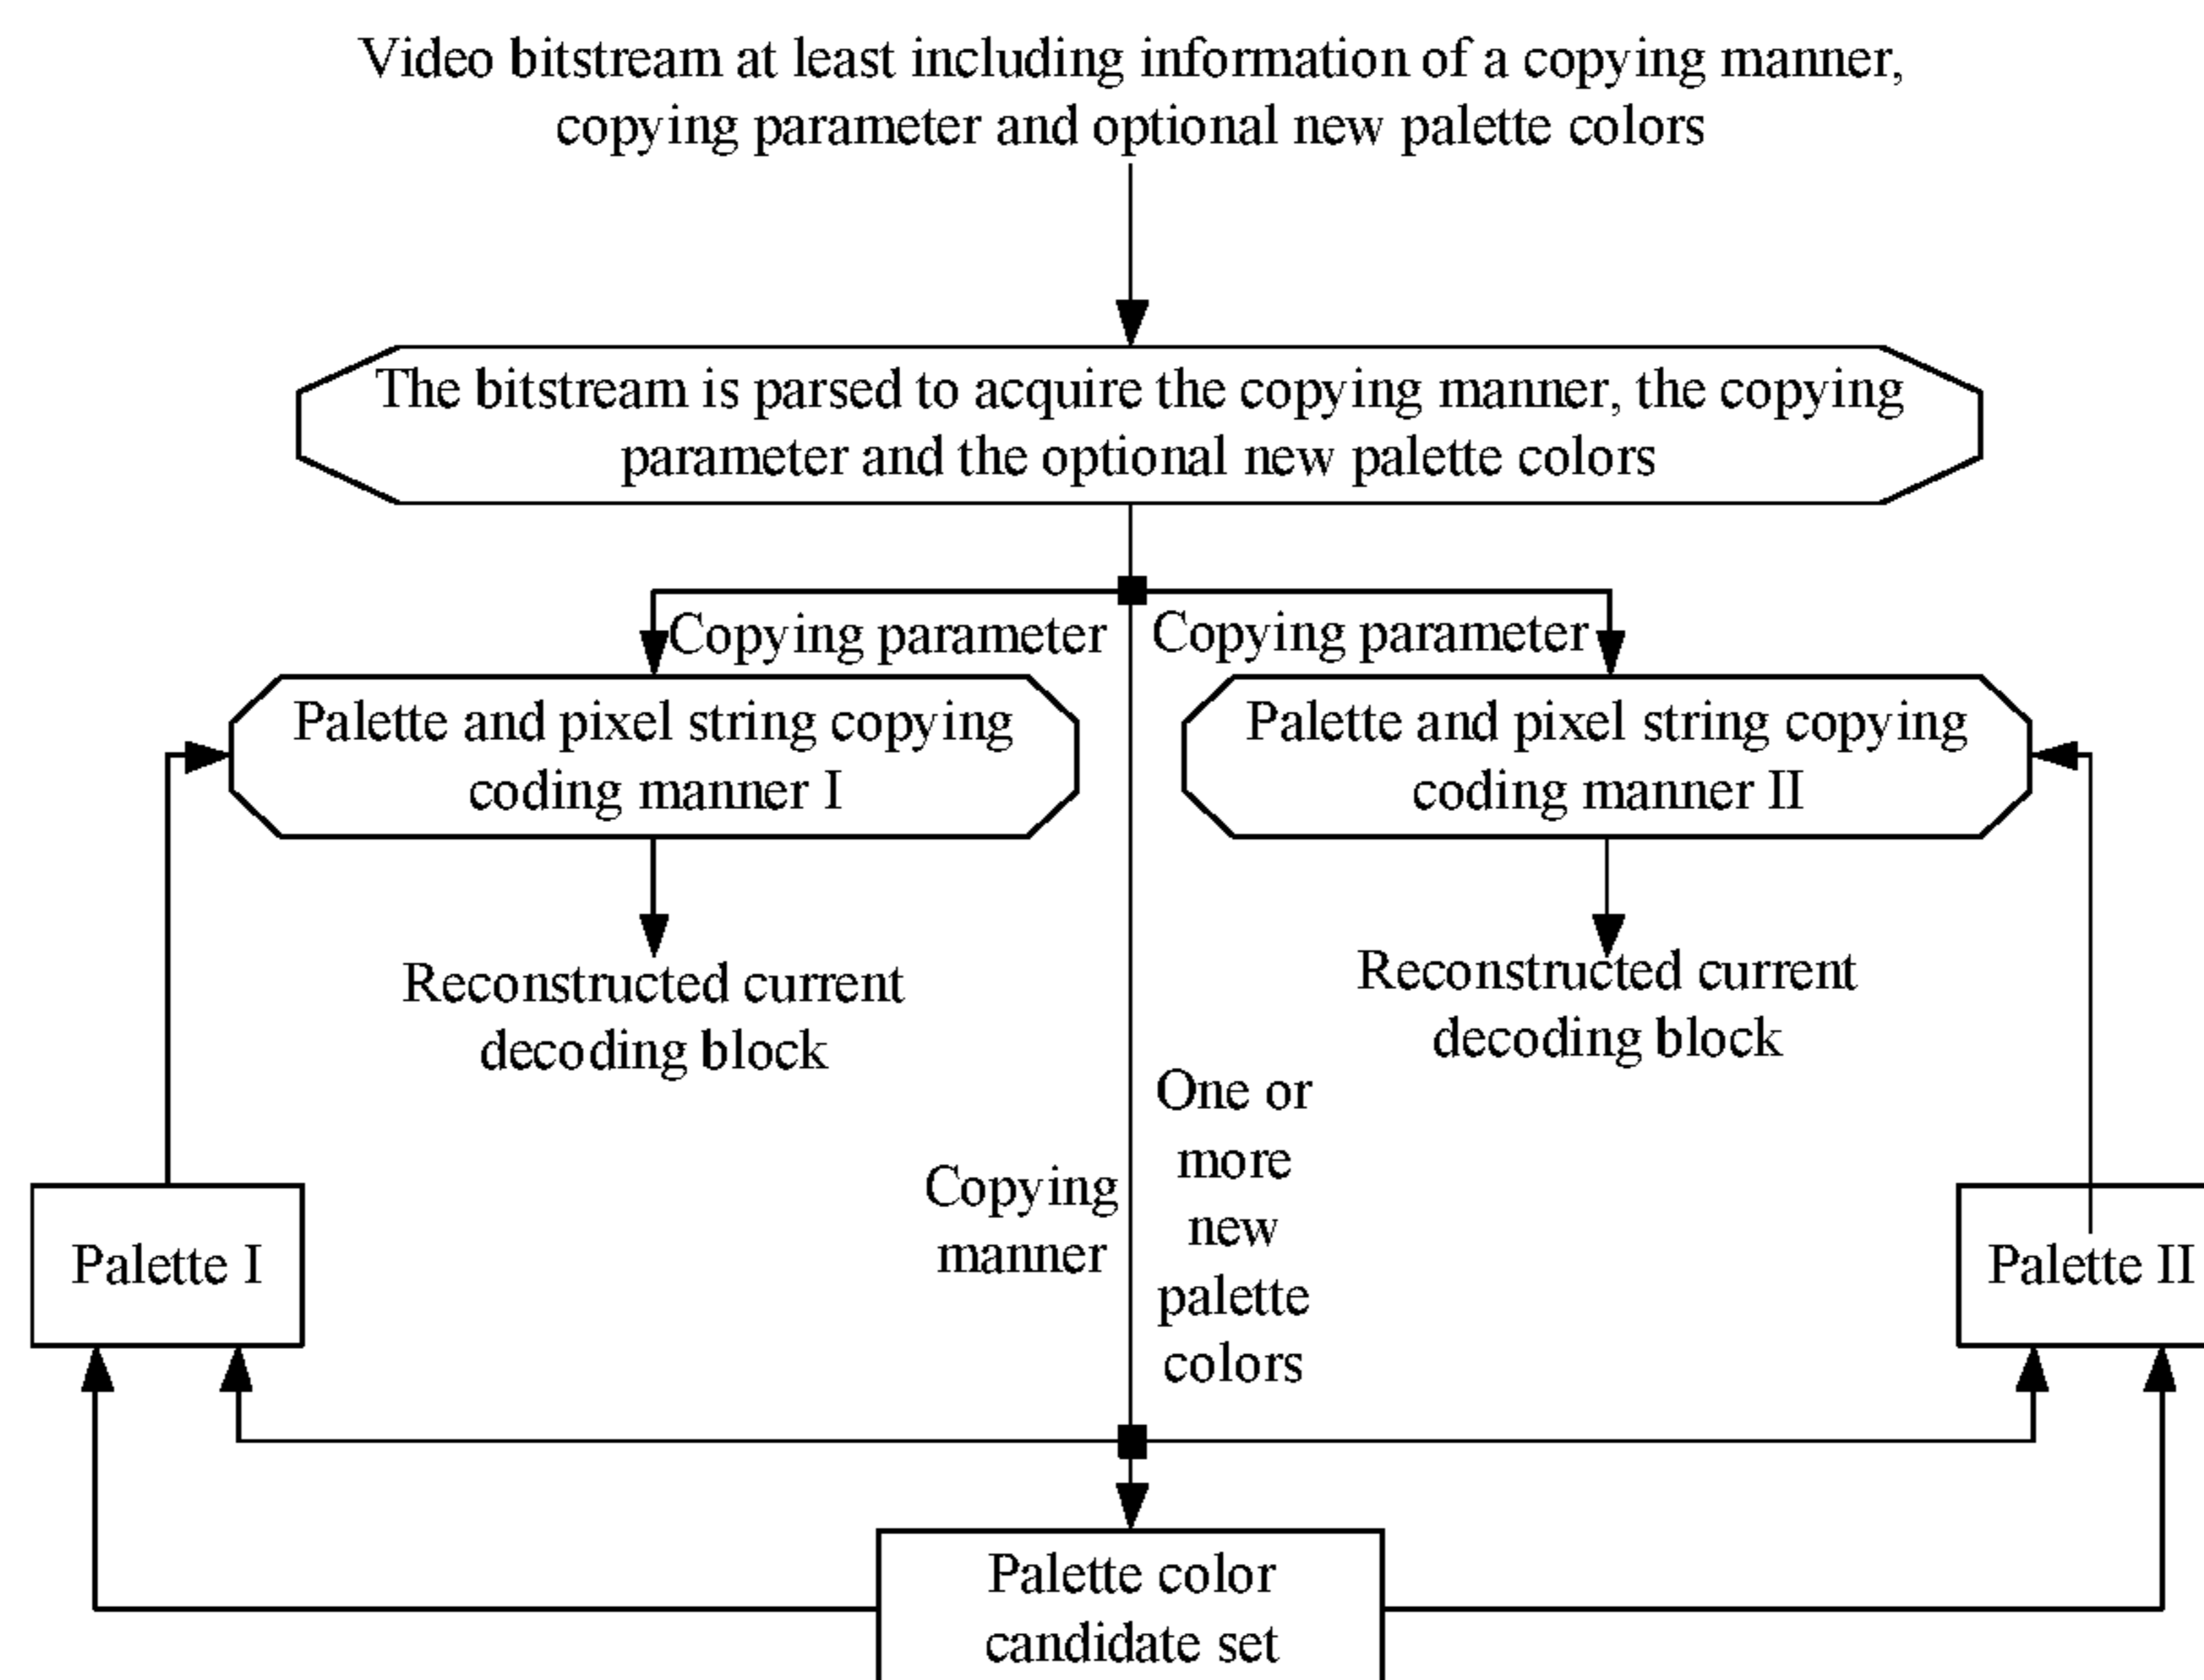 Video bitstream at least including information of a copying manner,
copying parameter and optional new palette colors
The bitstream is parsed to acquire the copying manner, the copying
parameter and the optional new palette colors
Copying parameter
Copying parameter
Palette and pixel string copying
coding manner I
Palette and pixel string copying
coding manner II
Reconstructed current
decoding block
Reconstructed current
decoding block
Copying
manner
One or
more
new
palette
colors
Palette I
Palette II
Palette color
candidate set